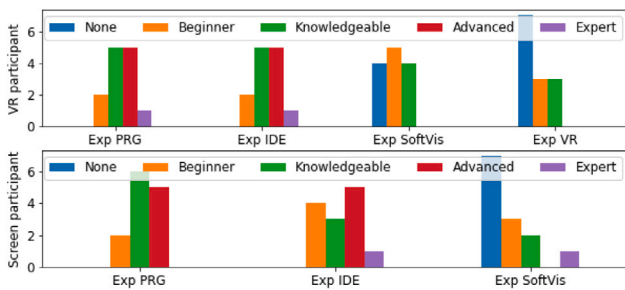 None Beginner Knowledgeable Advanced Expert
6
4
2
0
VR participant
Exp PRG Exp IDE Exp SoftVis Exp VR
None Beginner Knowledgeable Advanced Expert
6
4
2
0
Screen participant
Exp PRG Exp IDE Exp SoftVis